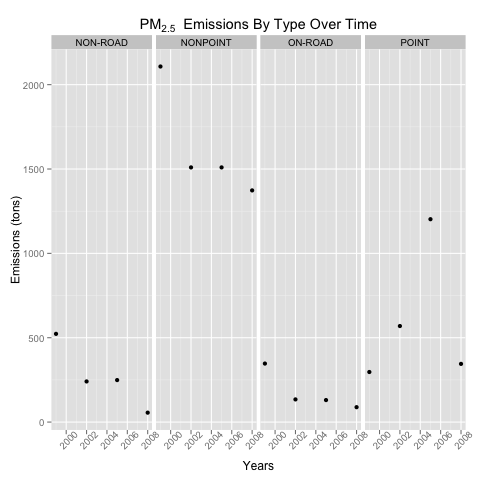 PM2.5 Emissions By Type Over Time
NON-ROAD NONPOINT ON-ROAD POINT
2000
1500
1000
500
0
Emissions (tons)
2000 2002 2004 2006 2008 2000 2002 2004 2006 2008 2000 2002 2004 2006 2008 2000 2002 2004 2006 2008
Years